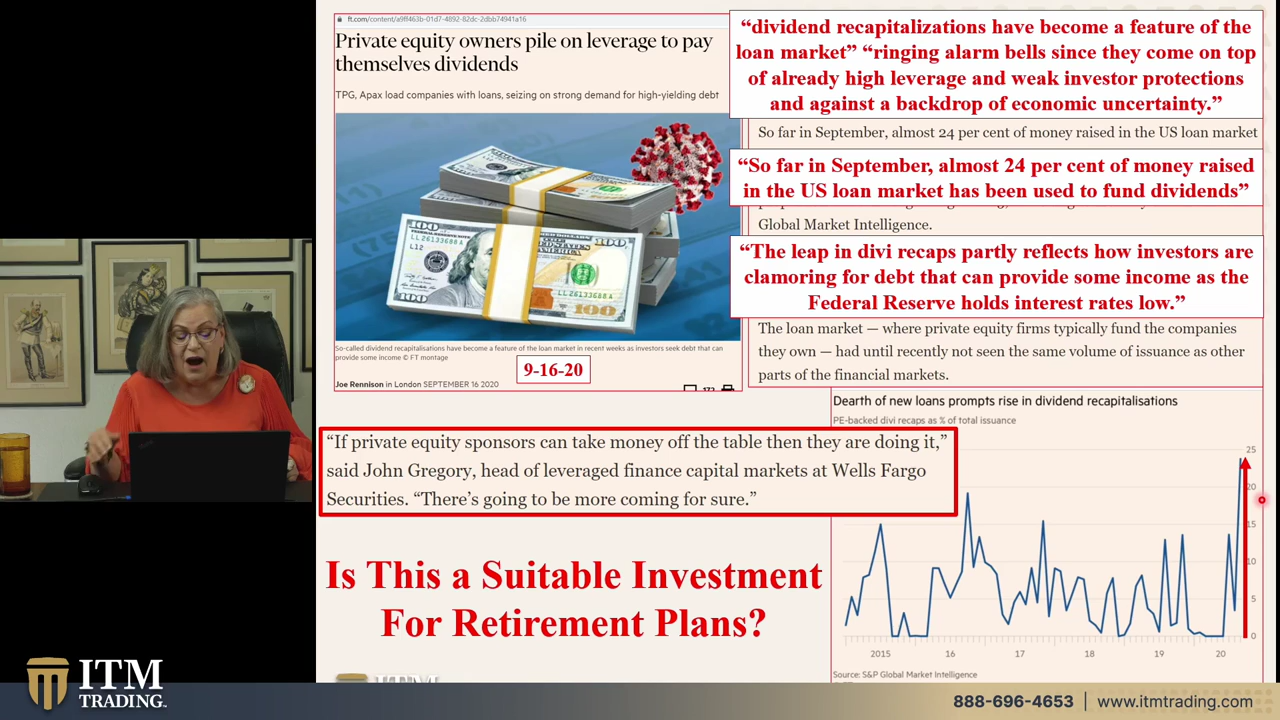 ft.com/content/a9ff463b-01d7-4892-82dc-2dbb74941a16
Private equity owners pile on leverage to pay
themselves dividends
TPG, Apax load companies with loans, seizing on strong demand for high-yielding debt
So-called dividend recapitalisations have become a feature of the loan market in recent weeks as investors seek debt that can
provide some income © FT montage
9-16-20
Joe Rennison in London SEPTEMBER 16 2020
“dividend recapitalizations have become a feature of the
loan market” “ringing alarm bells since they come on top
of already high leverage and weak investor protections
and against a backdrop of economic uncertainty.”
So far in September, almost 24 per cent of money raised in the US loan market
“So far in September, almost 24 per cent of money raised
in the US loan market has been used to fund dividends”
Global Market Intelligence.
“The leap in divi recaps partly reflects how investors are
clamoring for debt that can provide some income as the
Federal Reserve holds interest rates low.”
The loan market — where private equity firms typically fund the companies
they own — had until recently not seen the same volume of issuance as other
parts of the financial markets.
“If private equity sponsors can take money off the table then they are doing it,”
said John Gregory, head of leveraged finance capital markets at Wells Fargo
Securities. “There’s going to be more coming for sure.”
Is This a Suitable Investment
For Retirement Plans?
Dearth of new loans prompts rise in dividend recapitalisations
PE-backed divi recaps as % of total issuance
25
20
15
10
5
0
2015 16 17 18 19 20
Source: S&P Global Market Intelligence
100 100
LL26133688A
L12
LL26133688A
100
ITM
TRADING
888-696-4653 | www.itmtrading.com